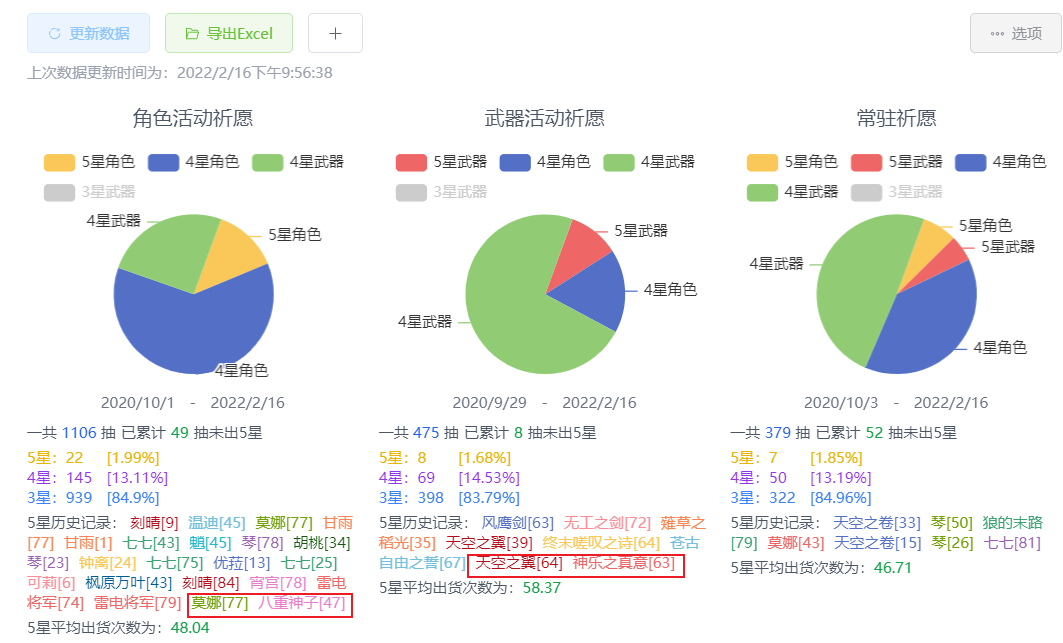 更新数据 导出Excel + 选项
上次数据更新时间为：2022/2/16下午9:56:38
角色活动祈愿
5星角色 4星角色 4星武器
3星武器
4星武器
5星角色
4星角色
2020/10/1 - 2022/2/16
一共 1106 抽 已累计 49 抽未出5星
5星：22 [1.99%]
4星：145 [13.11%]
3星：939 [84.9%]
5星历史记录： 刻晴[9] 温迪[45] 莫娜[77] 甘雨
[77] 甘雨[1] 七七[43] 魈[45] 琴[78] 胡桃[34]
琴[23] 钟离[24] 七七[75] 优菈[13] 七七[25]
可莉[6] 枫原万叶[43] 刻晴[84] 宵宫[78] 雷电
将军[74] 雷电将军[79] 莫娜[77] 八重神子[47]
5星平均出货次数为：48.04
武器活动祈愿
5星武器 4星角色 4星武器
3星武器
5星武器
4星角色
4星武器
2020/9/29 - 2022/2/16
一共 475 抽 已累计 8 抽未出5星
5星：8 [1.68%]
4星：69 [14.53%]
3星：398 [83.79%]
5星历史记录： 风鹰剑[63] 无工之剑[72] 薙草之
稻光[35] 天空之翼[39] 终末嗟叹之诗[64] 苍古
自由之誓[67] 天空之翼[64] 神乐之真意[63]
5星平均出货次数为：58.37
常驻祈愿
5星角色 5星武器 4星角色
4星武器 3星武器
5星角色
5星武器
4星武器
4星角色
2020/10/3 - 2022/2/16
一共 379 抽 已累计 52 抽未出5星
5星：7 [1.85%]
4星：50 [13.19%]
3星：322 [84.96%]
5星历史记录： 天空之卷[33] 琴[50] 狼的末路
[79] 莫娜[43] 天空之卷[15] 琴[26] 七七[81]
5星平均出货次数为：46.71